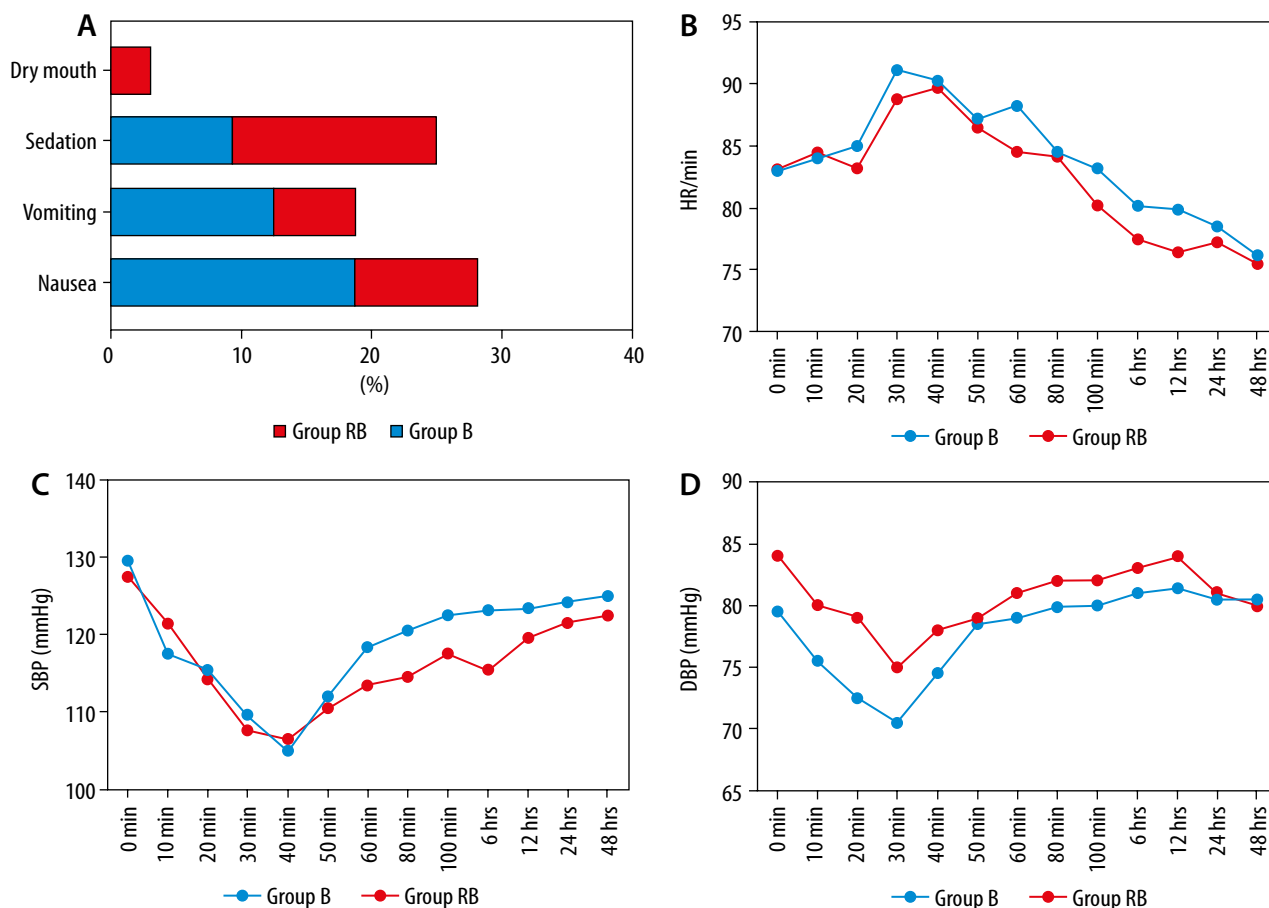 A
Dry mouth
Sedation
Vomiting
Nausea
0 10 20 30 40
(%)
Group RB Group B
B
95
90
85
80
75
70
HR/min
0 min 10 min 20 min 30 min 40 min 50 min 60 min 80 min 100 min 6 hrs 12 hrs 24 hrs 48 hrs
Group B Group RB
C
140
130
120
110
100
SBP (mmHg)
0 min 10 min 20 min 30 min 40 min 50 min 60 min 80 min 100 min 6 hrs 12 hrs 24 hrs 48 hrs
Group B Group RB
D
90
85
80
75
70
65
DBP (mmHg)
0 min 10 min 20 min 30 min 40 min 50 min 60 min 80 min 100 min 6 hrs 12 hrs 24 hrs 48 hrs
Group B Group RB